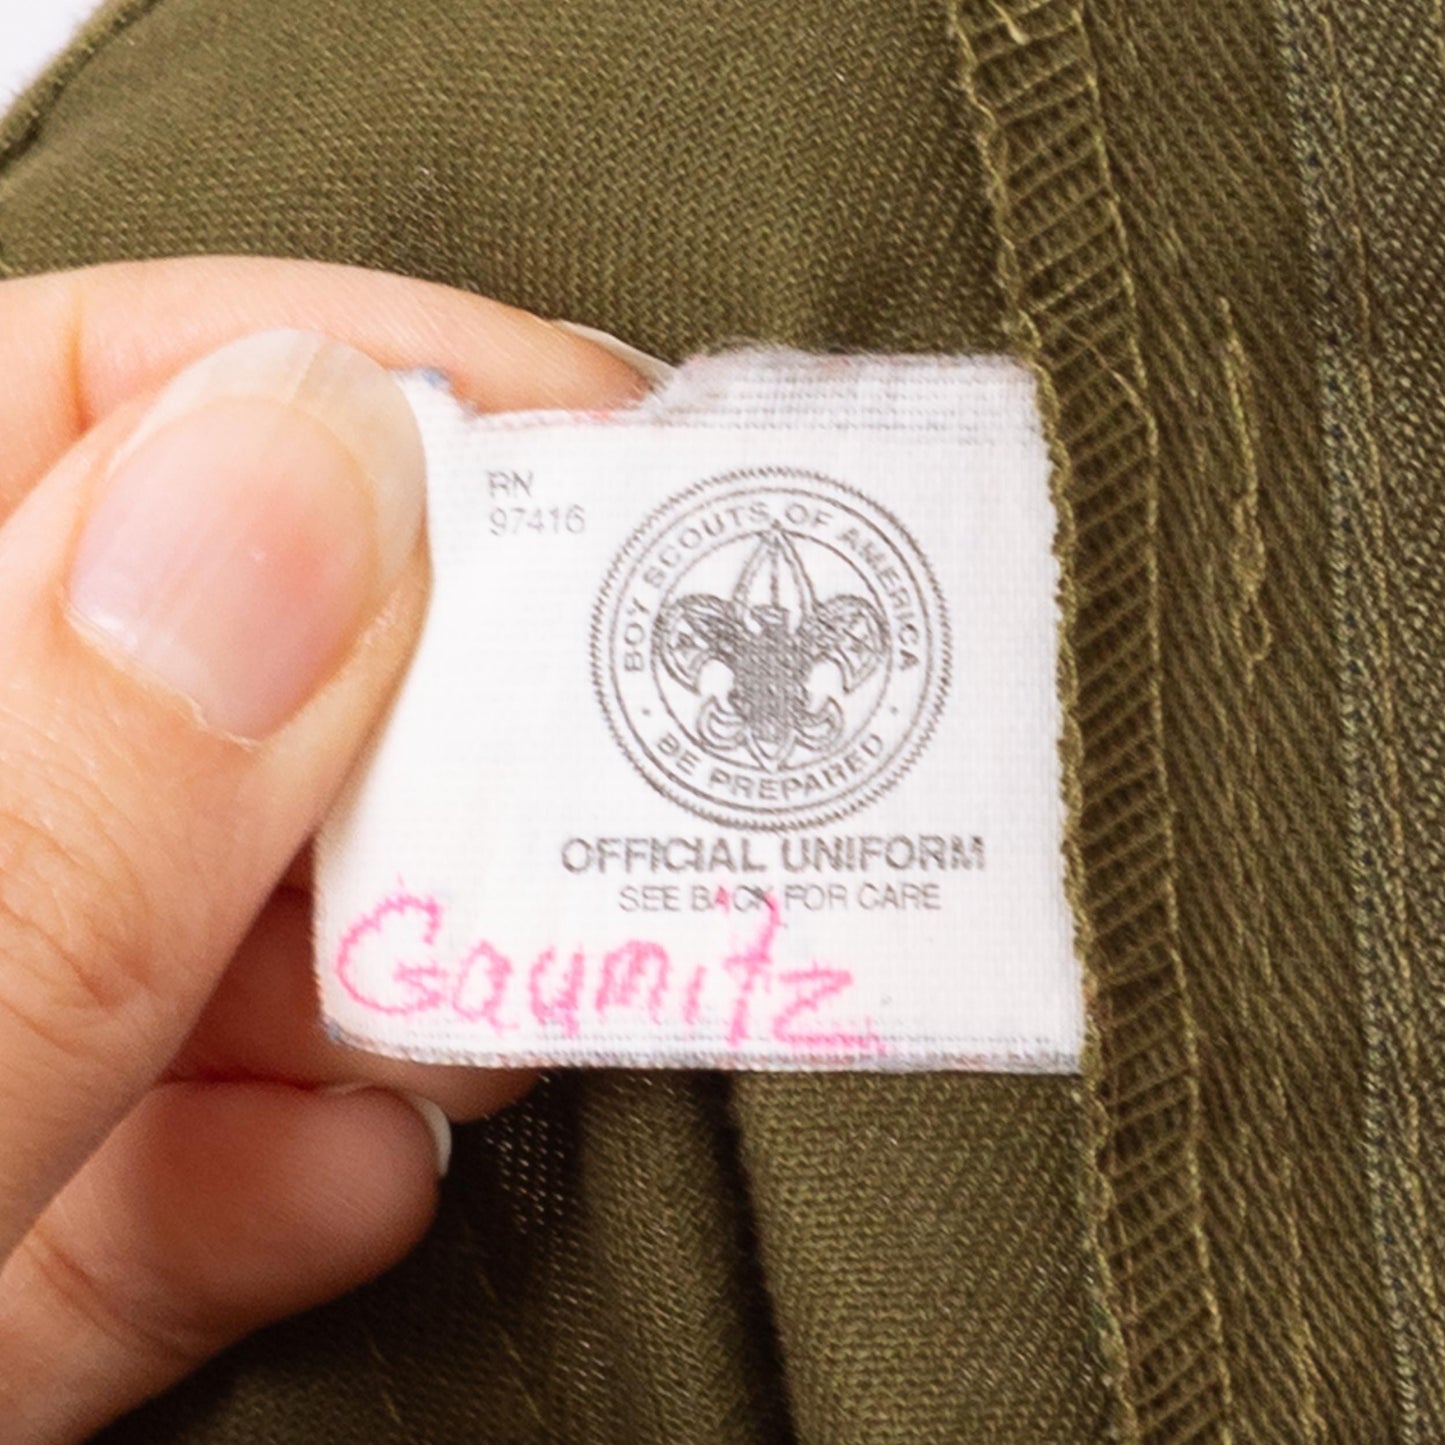 RN
97416
BOY SCOUTS OF AMERICA
· BE PREPARED ·
OFFICIAL UNIFORM
SEE BACK FOR CARE
Gaumitz